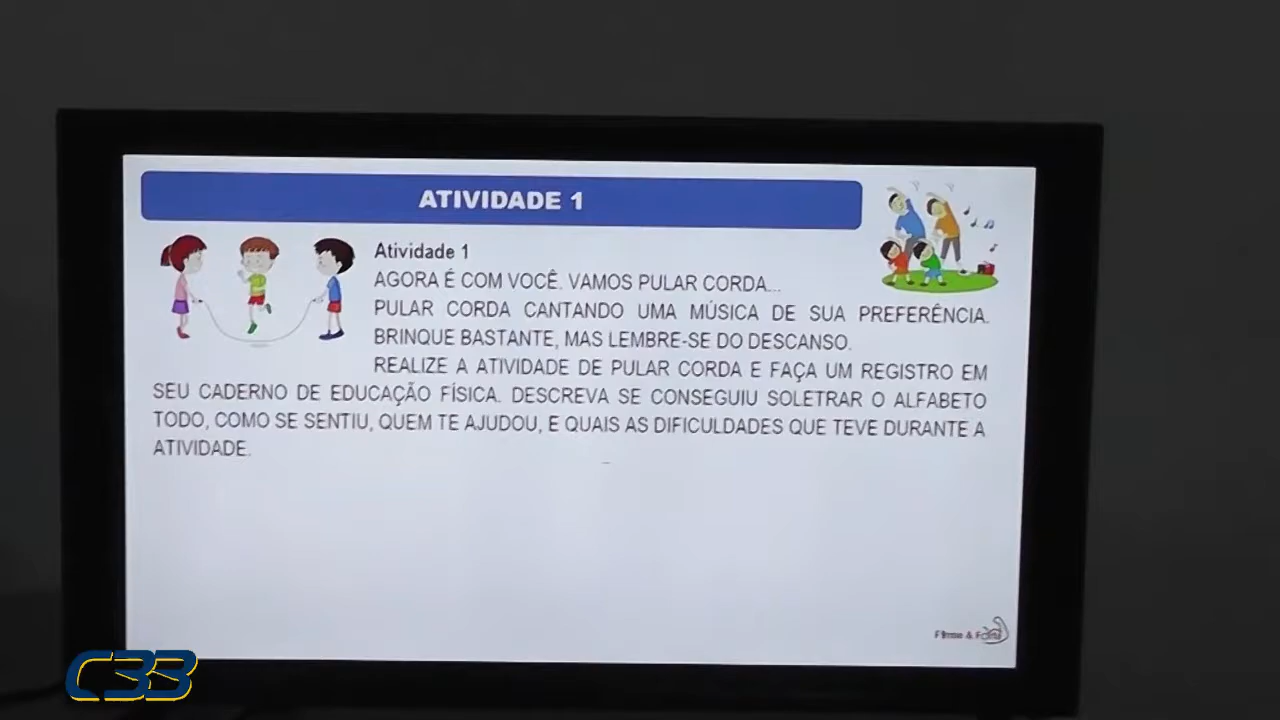 ATIVIDADE 1
Atividade 1
AGORA É COM VOCÊ. VAMOS PULAR CORDA...
PULAR CORDA CANTANDO UMA MÚSICA DE SUA PREFERÊNCIA.
BRINQUE BASTANTE, MAS LEMBRE-SE DO DESCANSO.
REALIZE A ATIVIDADE DE PULAR CORDA E FAÇA UM REGISTRO EM
SEU CADERNO DE EDUCAÇÃO FÍSICA. DESCREVA SE CONSEGUIU SOLETRAR O ALFABETO
TODO, COMO SE SENTIU, QUEM TE AJUDOU, E QUAIS AS DIFICULDADES QUE TEVE DURANTE A
ATIVIDADE.
Firme & Forte
C33